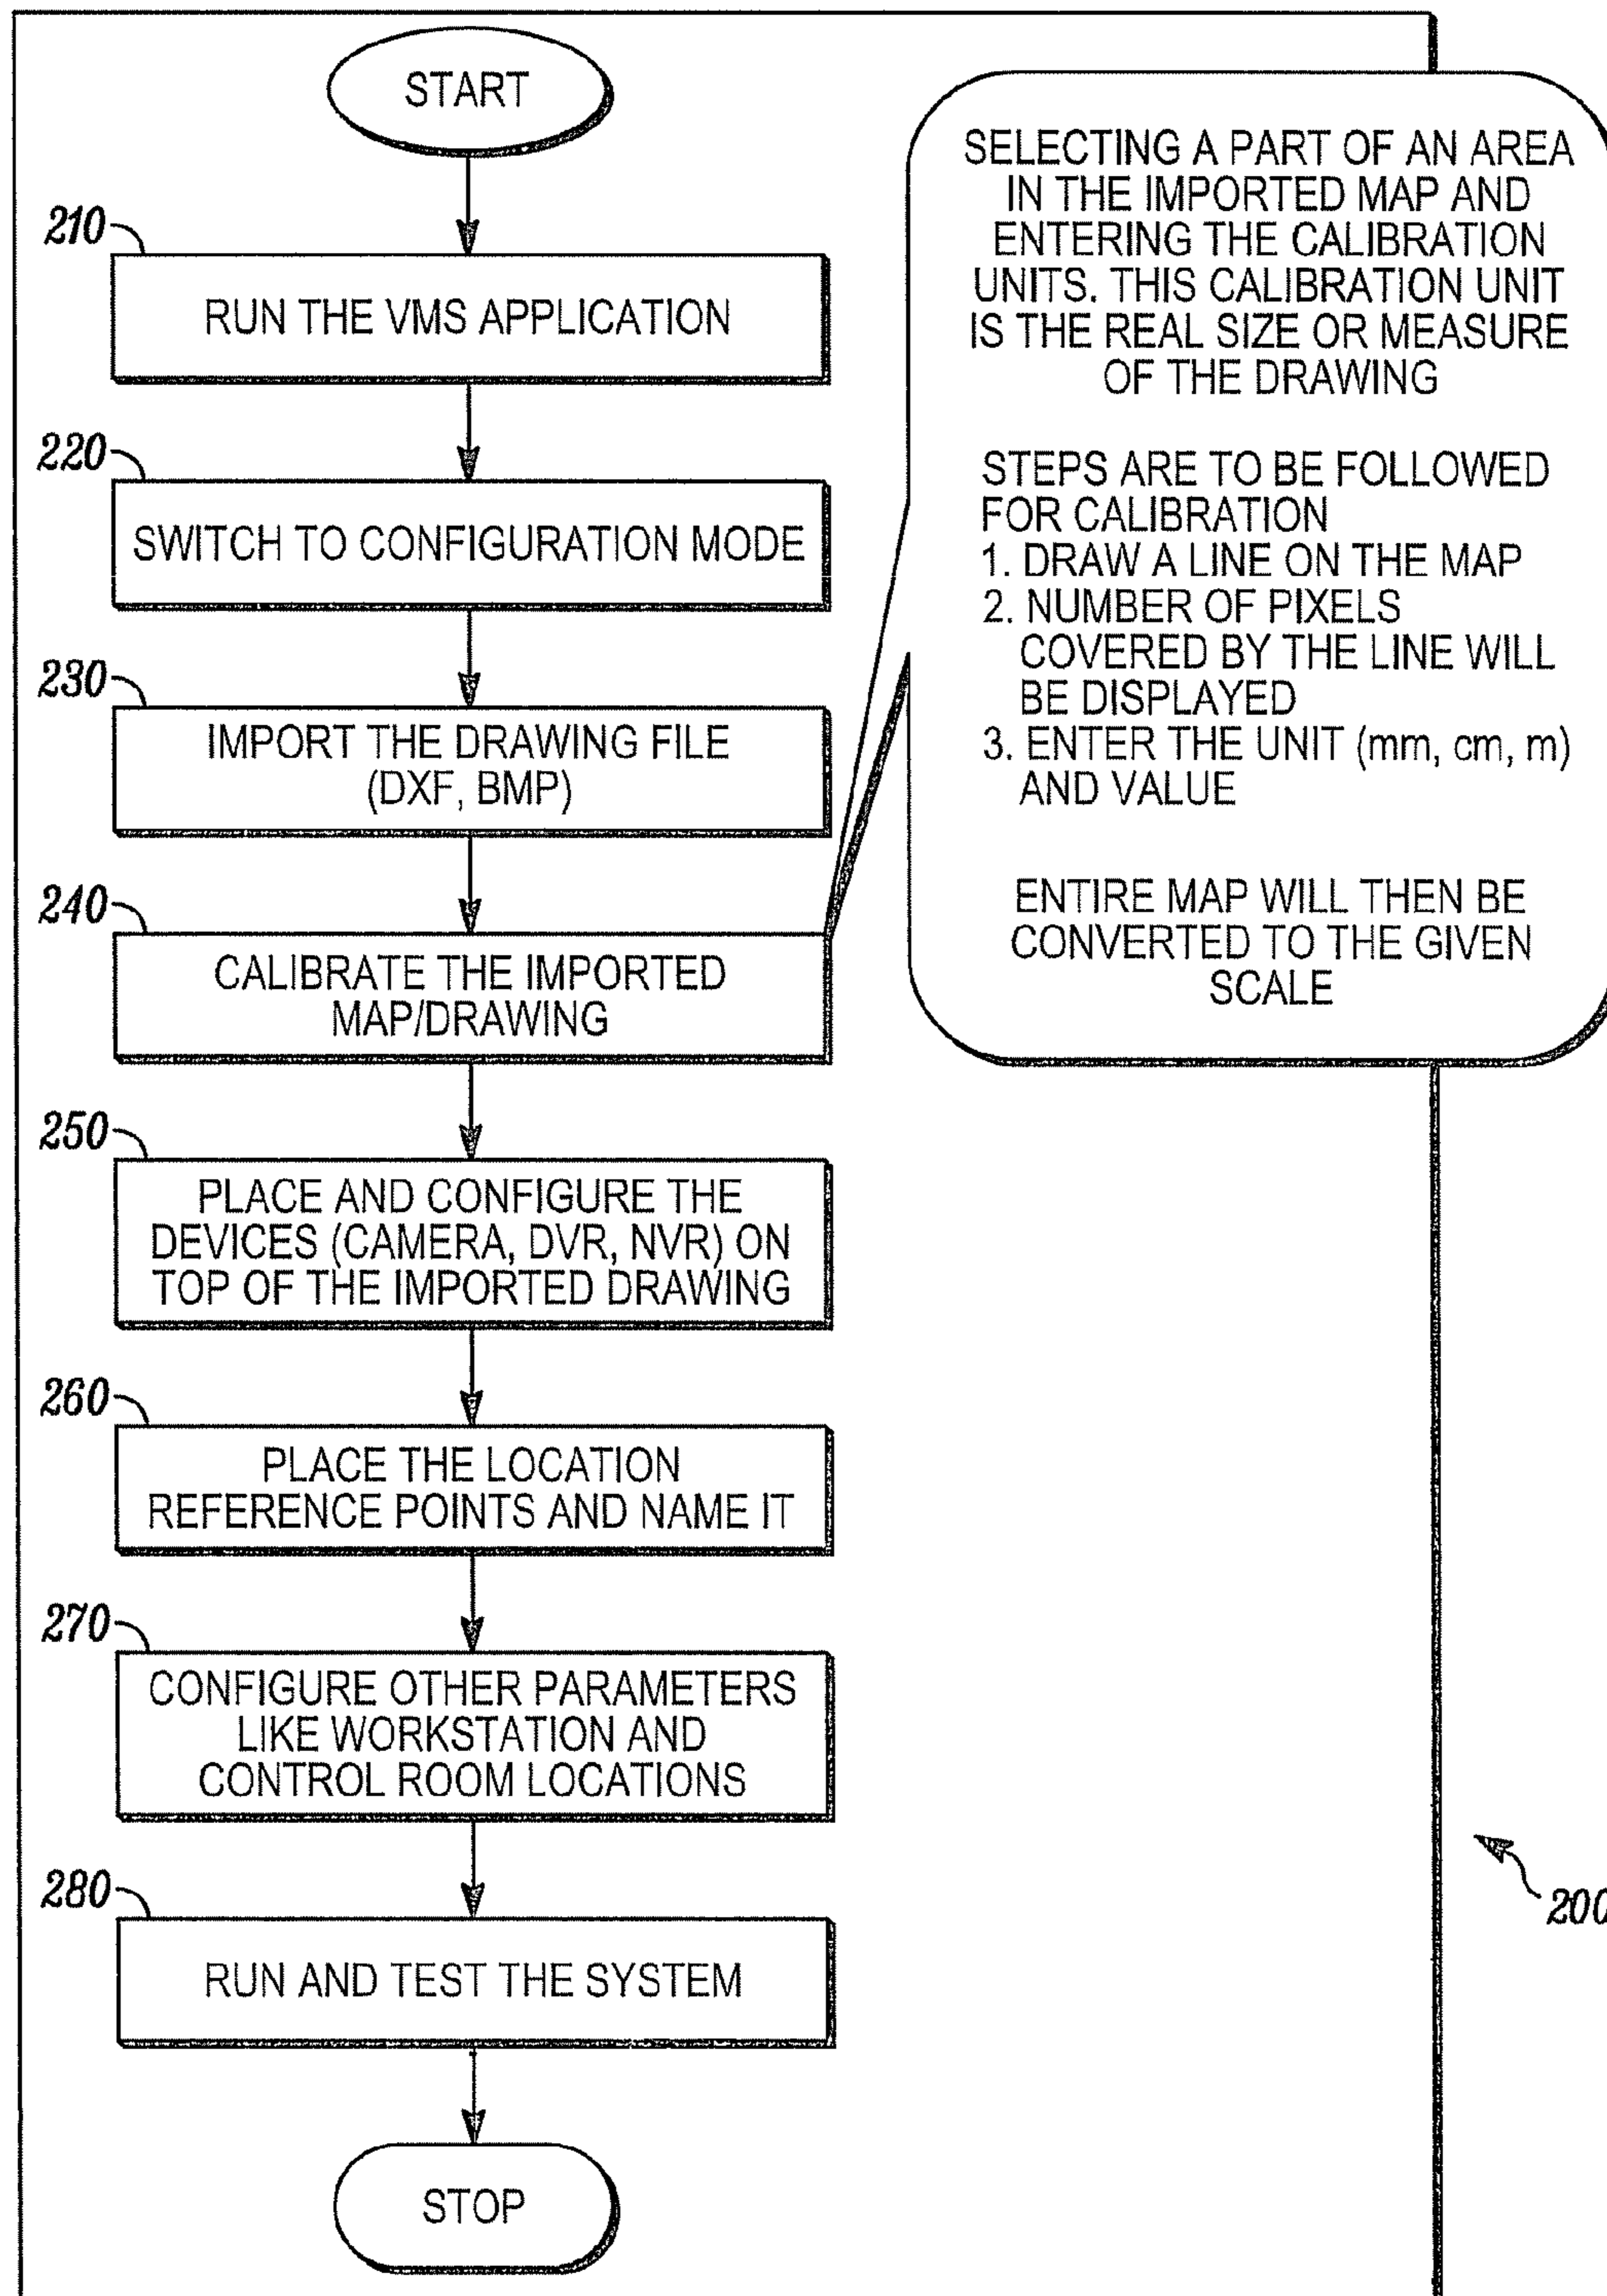 START
210
RUN THE VMS APPLICATION
220
SWITCH TO CONFIGURATION MODE
230
IMPORT THE DRAWING FILE
(DXF, BMP)
240
CALIBRATE THE IMPORTED
MAP/DRAWING
SELECTING A PART OF AN AREA
IN THE IMPORTED MAP AND
ENTERING THE CALIBRATION
UNITS. THIS CALIBRATION UNIT
IS THE REAL SIZE OR MEASURE
OF THE DRAWING
STEPS ARE TO BE FOLLOWED
FOR CALIBRATION
1. DRAW A LINE ON THE MAP
2. NUMBER OF PIXELS
COVERED BY THE LINE WILL
BE DISPLAYED
3. ENTER THE UNIT (mm, cm, m)
AND VALUE
ENTIRE MAP WILL THEN BE
CONVERTED TO THE GIVEN
SCALE
250
PLACE AND CONFIGURE THE
DEVICES (CAMERA, DVR, NVR) ON
TOP OF THE IMPORTED DRAWING
260
PLACE THE LOCATION
REFERENCE POINTS AND NAME IT
270
CONFIGURE OTHER PARAMETERS
LIKE WORKSTATION AND
CONTROL ROOM LOCATIONS
280
RUN AND TEST THE SYSTEM
200
STOP